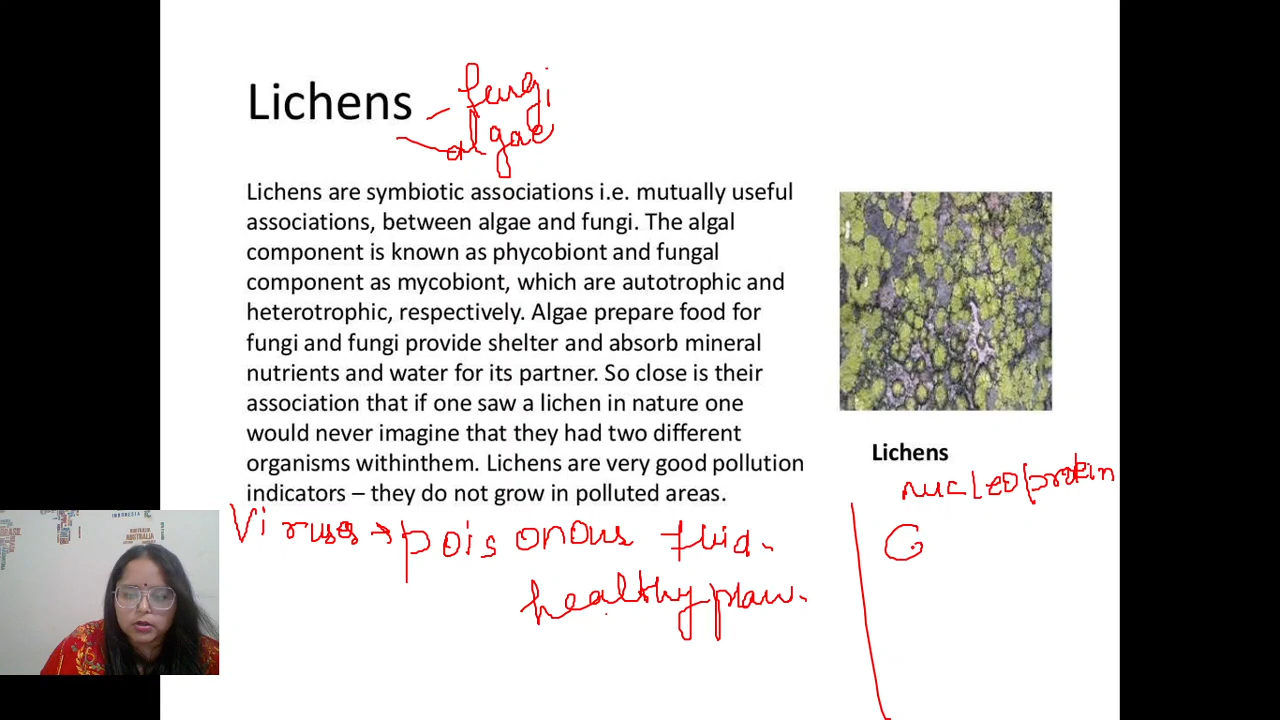 Lichens
fungi
algae
Lichens are symbiotic associations i.e. mutually useful
associations, between algae and fungi. The algal
component is known as phycobiont and fungal
component as mycobiont, which are autotrophic and
heterotrophic, respectively. Algae prepare food for
fungi and fungi provide shelter and absorb mineral
nutrients and water for its partner. So close is their
association that if one saw a lichen in nature one
would never imagine that they had two different
organisms withinthem. Lichens are very good pollution
indicators – they do not grow in polluted areas.
Lichens
nucleoprotein
Viruses → poisonous fluid.
healthy plan.
INDONESIA
AUSTRALIA